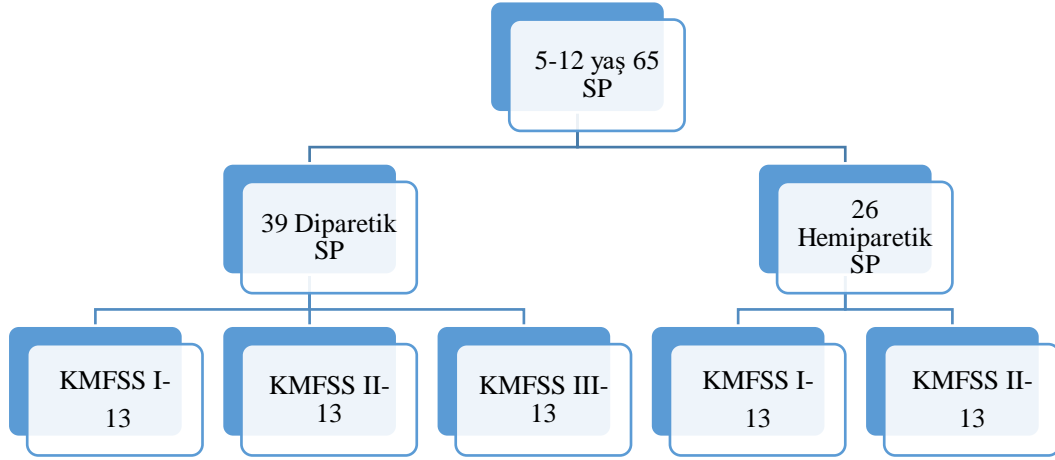 5-12 yaş 65
SP
39 Diparetik
SP
26
Hemiparetik
SP
KMFSS I-
13
KMFSS II-
13
KMFSS III-
13
KMFSS I-
13
KMFSS II-
13